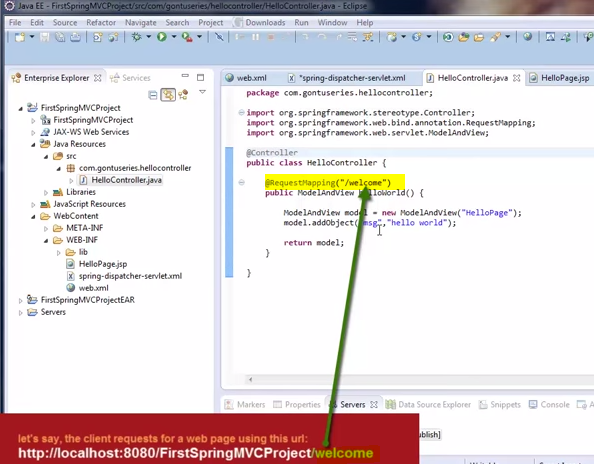 Java EE - FirstSpringMVCProject/src/com/gontuseries/hellocontroller/HelloController.java - Eclipse
File Edit Source Refactor Navigate Search Project Downloads Run Window Help
Enterprise Explorer Services
FirstSpringMVCProject
FirstSpringMVCProject
JAX-WS Web Services
Java Resources
src
com.gontuseries.hellocontroller
HelloController.java
Libraries
JavaScript Resources
WebContent
META-INF
WEB-INF
lib
HelloPage.jsp
spring-dispatcher-servlet.xml
web.xml
FirstSpringMVCProjectEAR
Servers
web.xml *spring-dispatcher-servlet.xml HelloController.java HelloPage.jsp
package com.gontuseries.hellocontroller;
import org.springframework.stereotype.Controller;
import org.springframework.web.bind.annotation.RequestMapping;
import org.springframework.web.servlet.ModelAndView;
@Controller
public class HelloController {
@RequestMapping("/welcome")
public ModelAndView helloWorld() {
ModelAndView model = new ModelAndView("HelloPage");
model.addObject("msg","hello world");
return model;
}
}
Markers Properties Servers Data Source Explorer Snippets Console
let's say, the client requests for a web page using this url:
http://localhost:8080/FirstSpringMVCProject/welcome